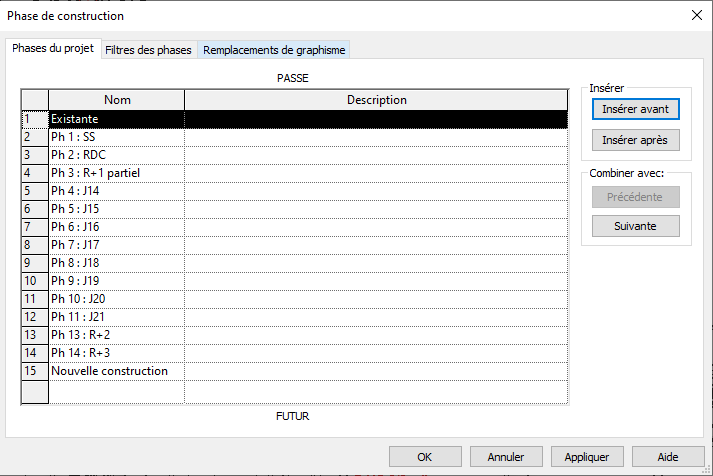 Phase de construction
Phases du projet Filtres des phases Remplacements de graphisme
PASSE
Nom Description
1 Existante
2 Ph 1 : SS
3 Ph 2 : RDC
4 Ph 3 : R+1 partiel
5 Ph 4 : J14
6 Ph 5 : J15
7 Ph 6 : J16
8 Ph 7 : J17
9 Ph 8 : J18
10 Ph 9 : J19
11 Ph 10 : J20
12 Ph 11 : J21
13 Ph 13 : R+2
14 Ph 14 : R+3
15 Nouvelle construction
FUTUR
Insérer
Insérer avant
Insérer après
Combiner avec:
Précédente
Suivante
OK Annuler Appliquer Aide